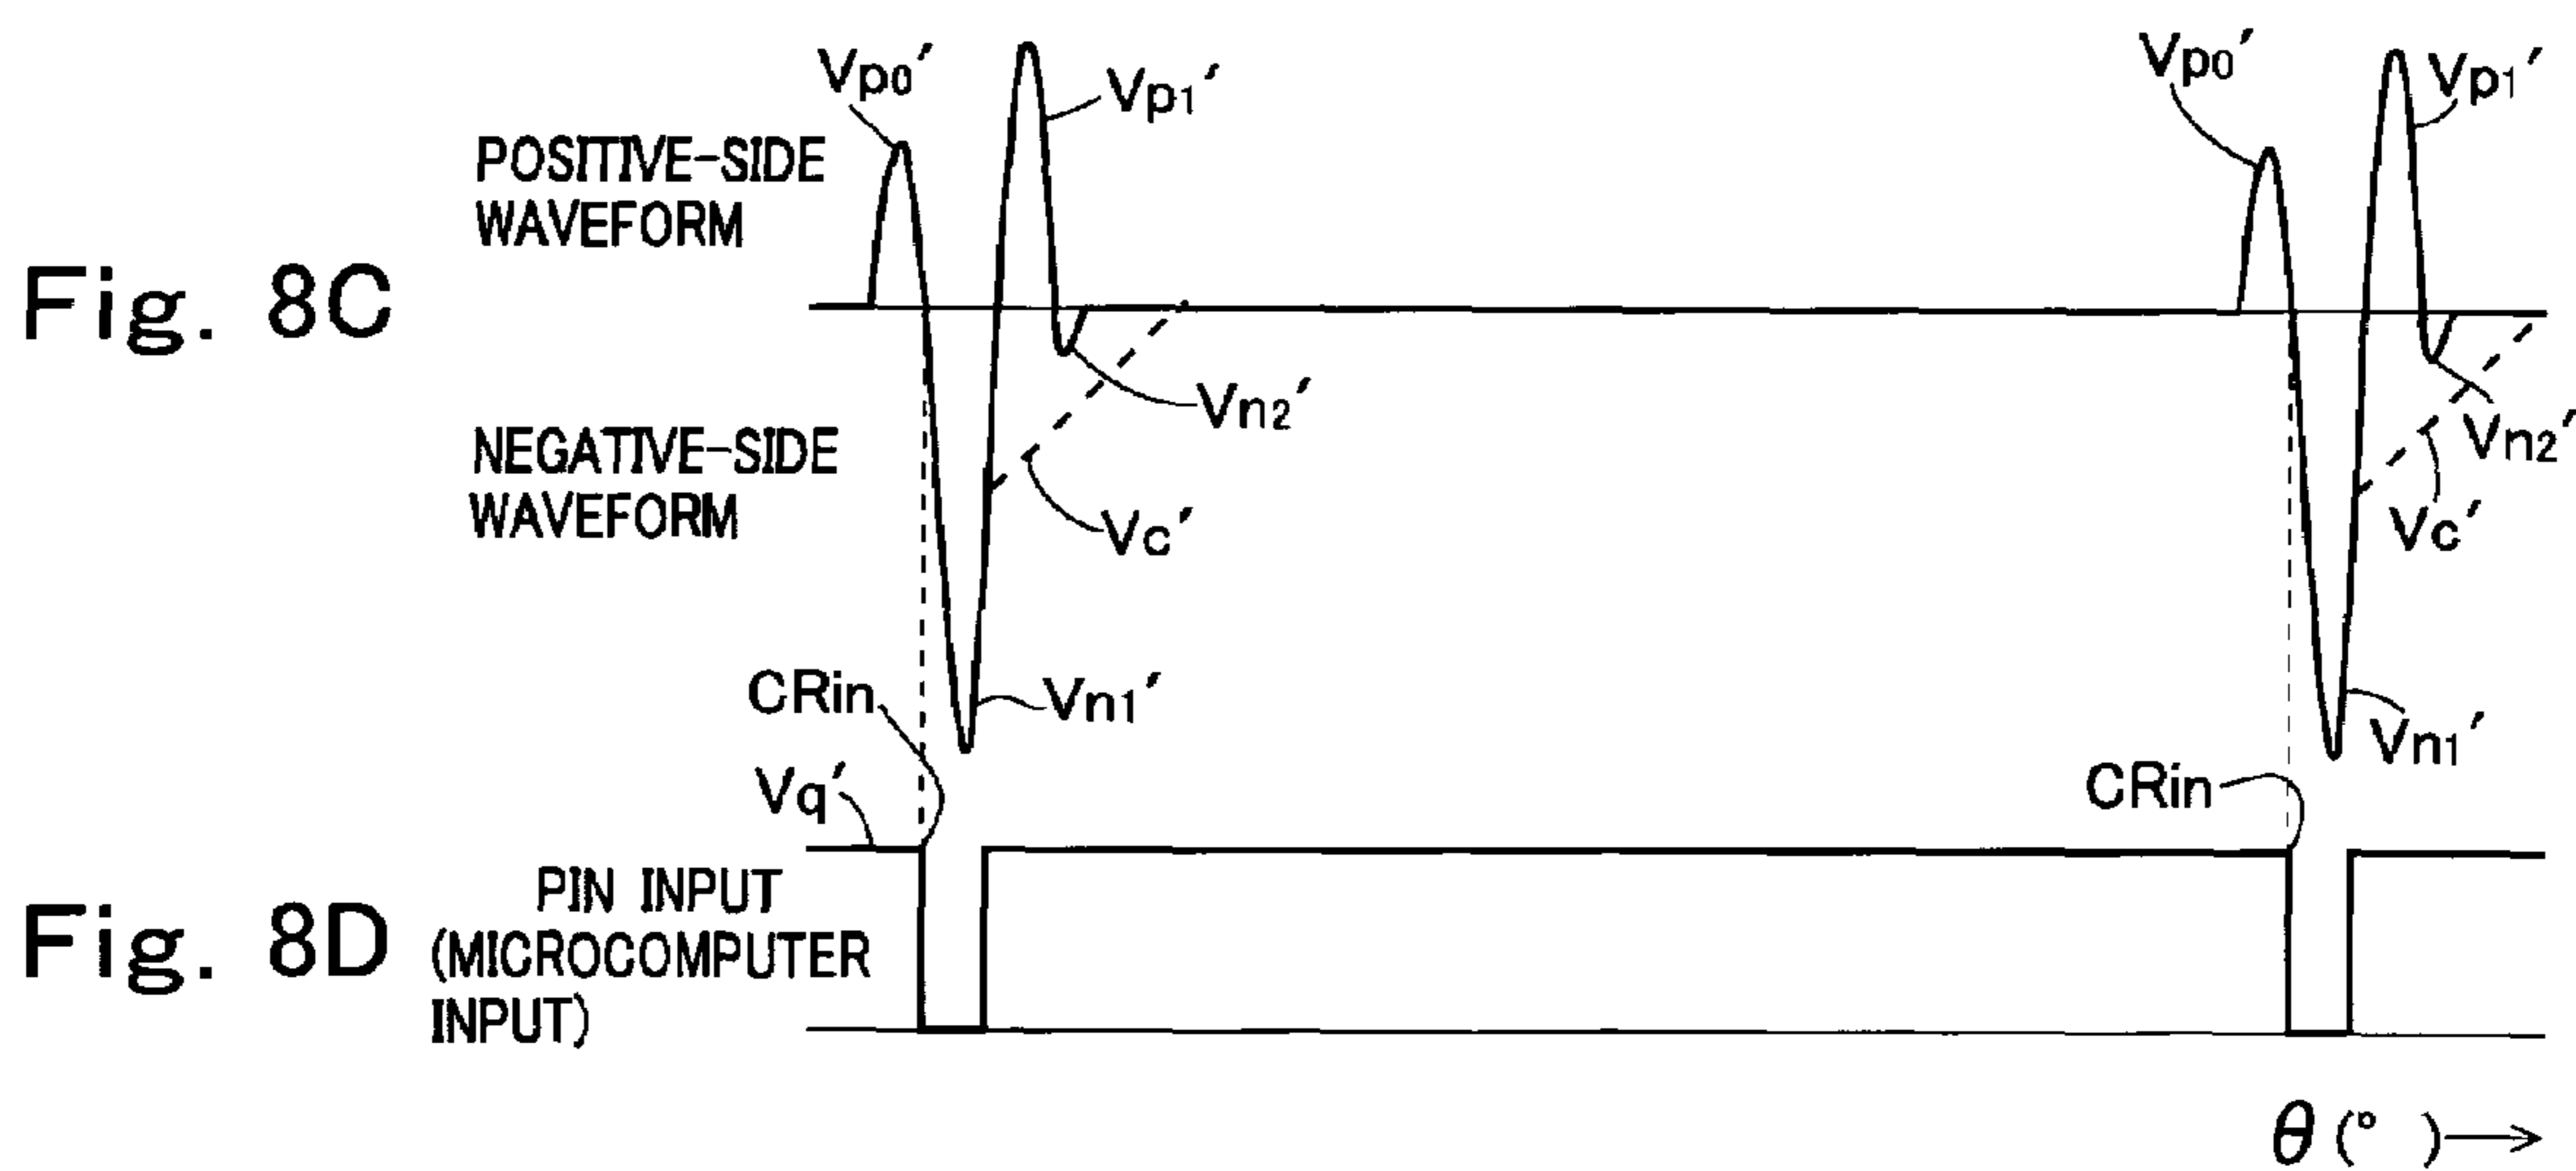 Fig. 8C
POSITIVE-SIDE
WAVEFORM
NEGATIVE-SIDE
WAVEFORM
Vp0′
Vp1′
Vn2′
Vc′
Vn1′
Vp0′
Vp1′
Vn2′
Vc′
Vn1′
Fig. 8D
PIN INPUT
(MICROCOMPUTER
INPUT)
CRin
Vq′
CRin
θ (° )→